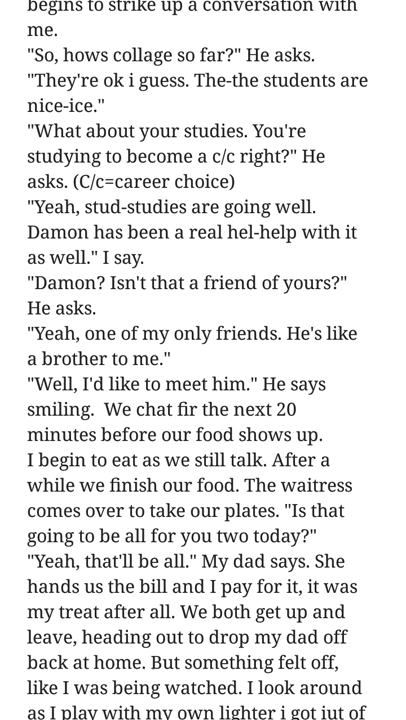 begins to strike up a conversation with
me.
"So, hows collage so far?" He asks.
"They're ok i guess. The-the students are
nice-ice."
"What about your studies. You're
studying to become a c/c right?" He
asks. (C/c=career choice)
"Yeah, stud-studies are going well.
Damon has been a real hel-help with it
as well." I say.
"Damon? Isn't that a friend of yours?"
He asks.
"Yeah, one of my only friends. He's like
a brother to me."
"Well, I'd like to meet him." He says
smiling.  We chat fir the next 20
minutes before our food shows up.
I begin to eat as we still talk. After a
while we finish our food. The waitress
comes over to take our plates. "Is that
going to be all for you two today?"
"Yeah, that'll be all." My dad says. She
hands us the bill and I pay for it, it was
my treat after all. We both get up and
leave, heading out to drop my dad off
back at home. But something felt off,
like I was being watched. I look around
as I play with my own lighter i got iut of